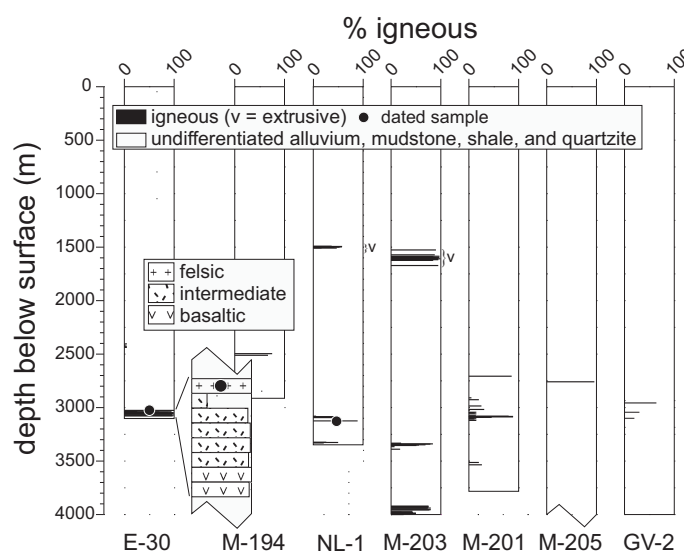 % igneous
0 100 0 100 0 100 0 100 0 100 0 100 0 100
0
igneous (v = extrusive) dated sample
undifferentiated alluvium, mudstone, shale, and quartzite
500
1000
1500
v
v
felsic
intermediate
basaltic
2000
2500
3000
3500
4000
depth below surface (m)
E-30 M-194 NL-1 M-203 M-201 M-205 GV-2